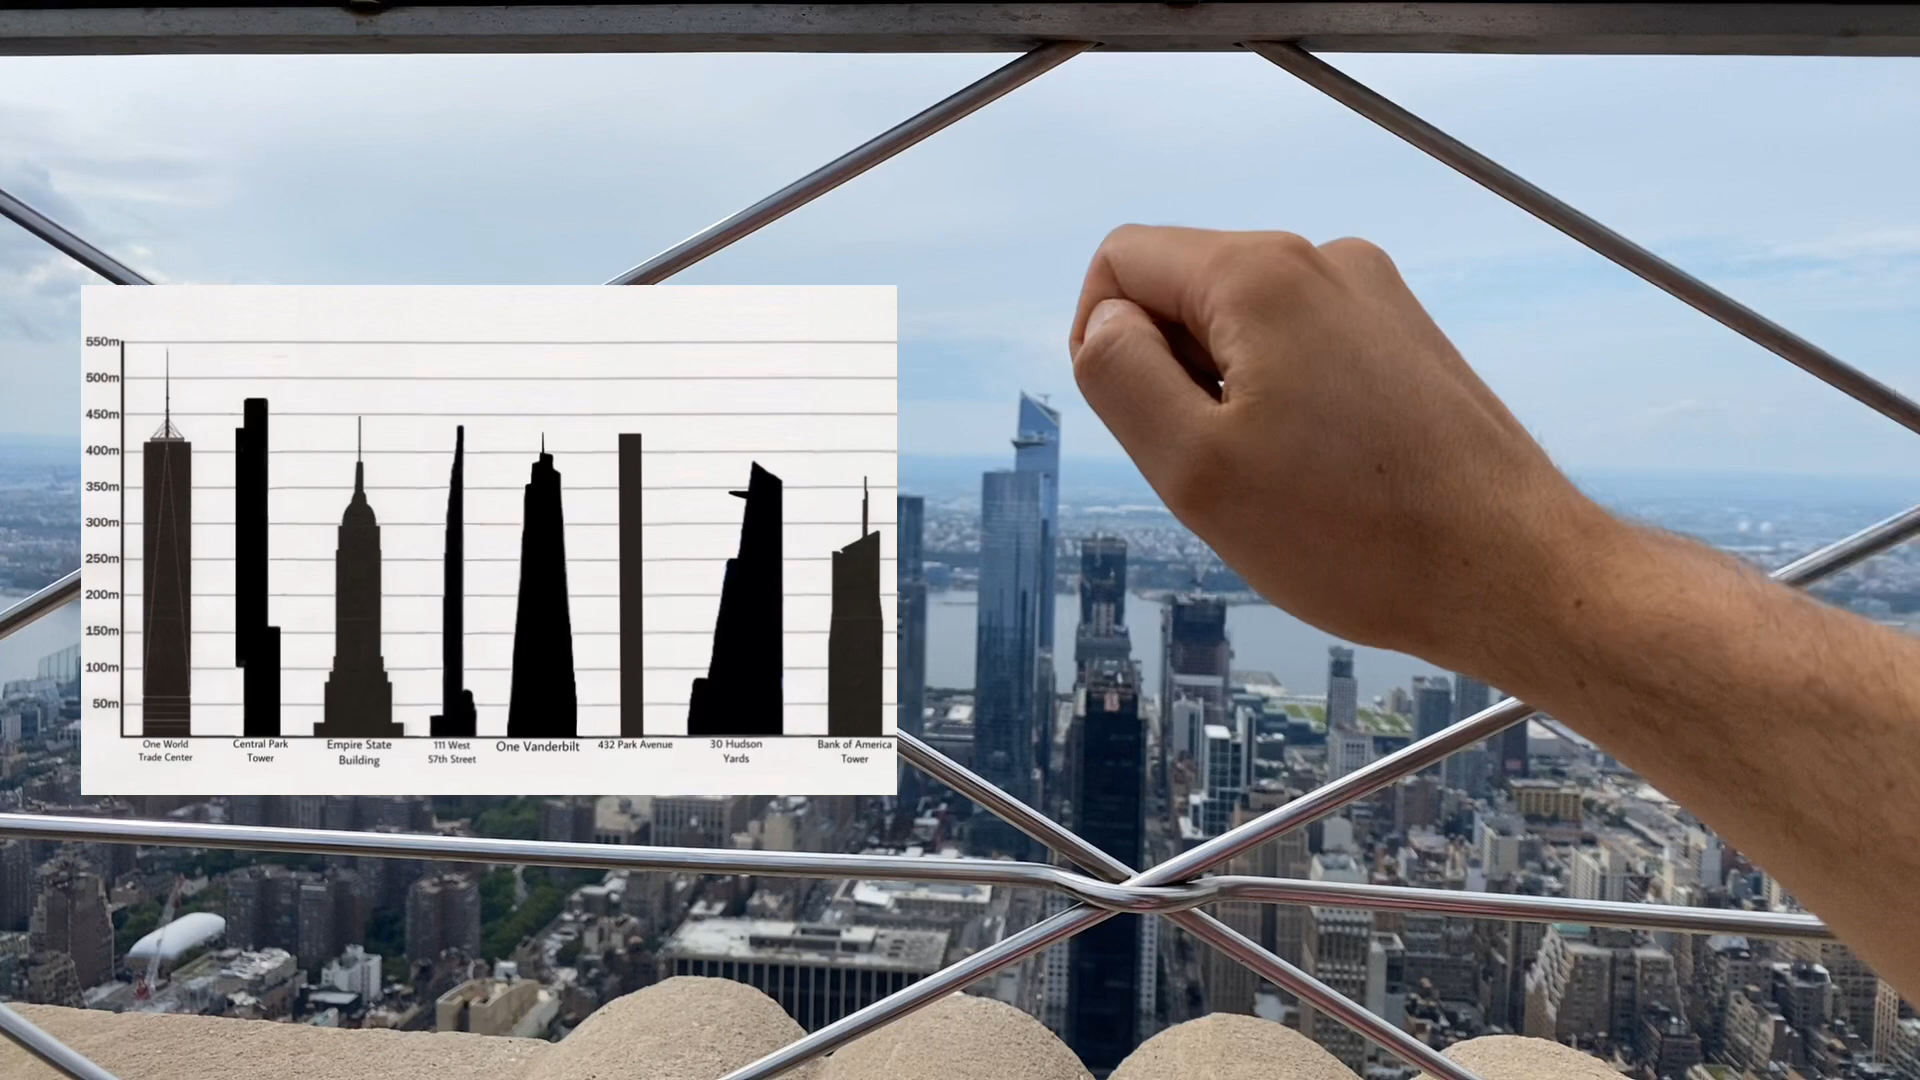 550m
500m
450m
400m
350m
300m
250m
200m
150m
100m
50m
One World
Trade Center
Central Park
Tower
Empire State
Building
111 West
57th Street
One Vanderbilt
432 Park Avenue
30 Hudson
Yards
Bank of America
Tower